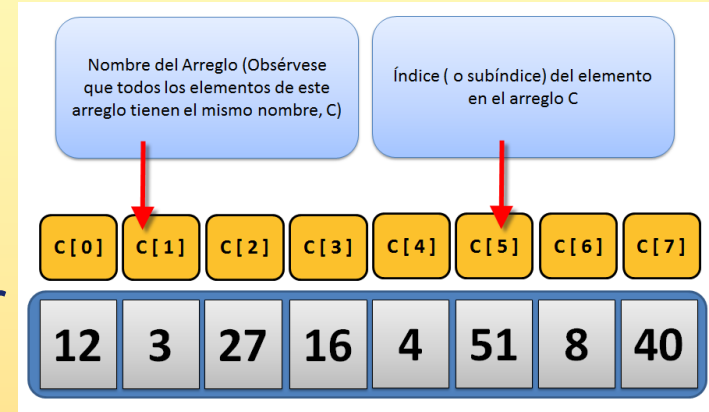 Nombre del Arreglo (Obsérvese
que todos los elementos de este
arreglo tienen el mismo nombre, C)
Índice ( o subíndice) del elemento
en el arreglo C
C [ 0 ] C [ 1 ] C [ 2 ] C [ 3 ] C [ 4 ] C [ 5 ] C [ 6 ] C [ 7 ]
12 3 27 16 4 51 8 40